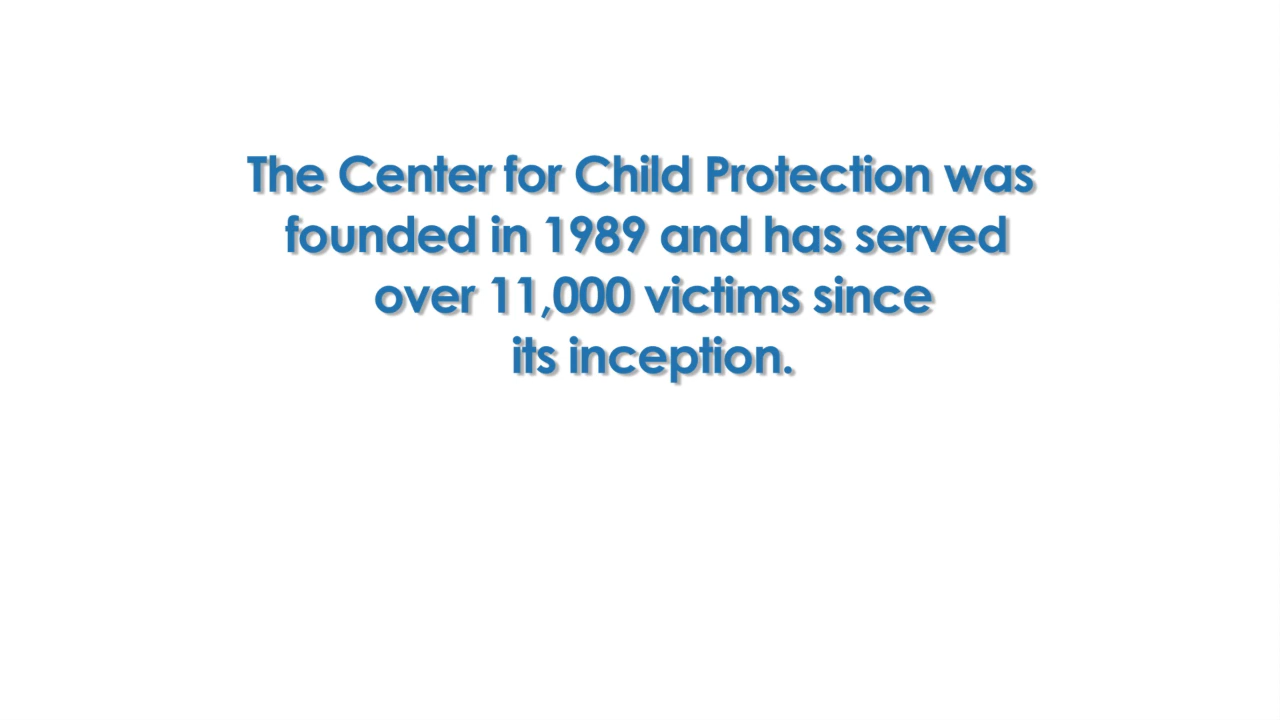 The Center for Child Protection was
founded in 1989 and has served
over 11,000 victims since
its inception.